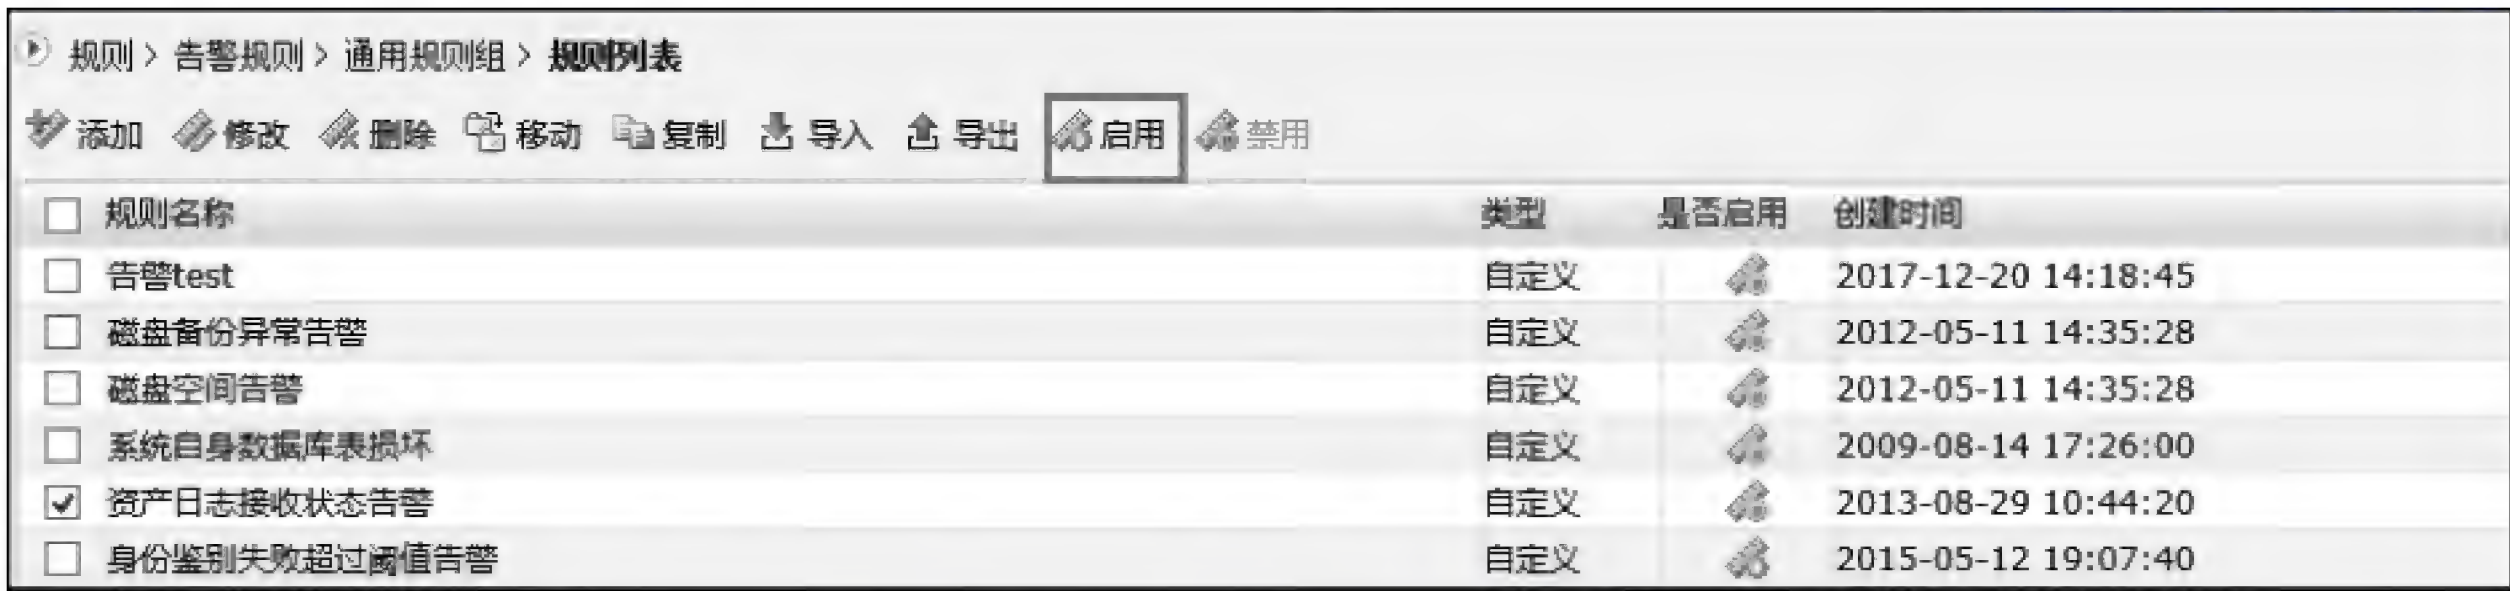 规则 > 告警规则 > 通用规则组 > 规则列表
添加 修改 删除 移动 复制 导入 导出 启用 禁用
规则名称 类型 是否启用 创建时间
告警test 自定义 2017-12-20 14:18:45
磁盘备份异常告警 自定义 2012-05-11 14:35:28
磁盘空间告警 自定义 2012-05-11 14:35:28
系统自身数据库表损坏 自定义 2009-08-14 17:26:00
资产日志接收状态告警 自定义 2013-08-29 10:44:20
身份鉴别失败超过阈值告警 自定义 2015-05-12 19:07:40